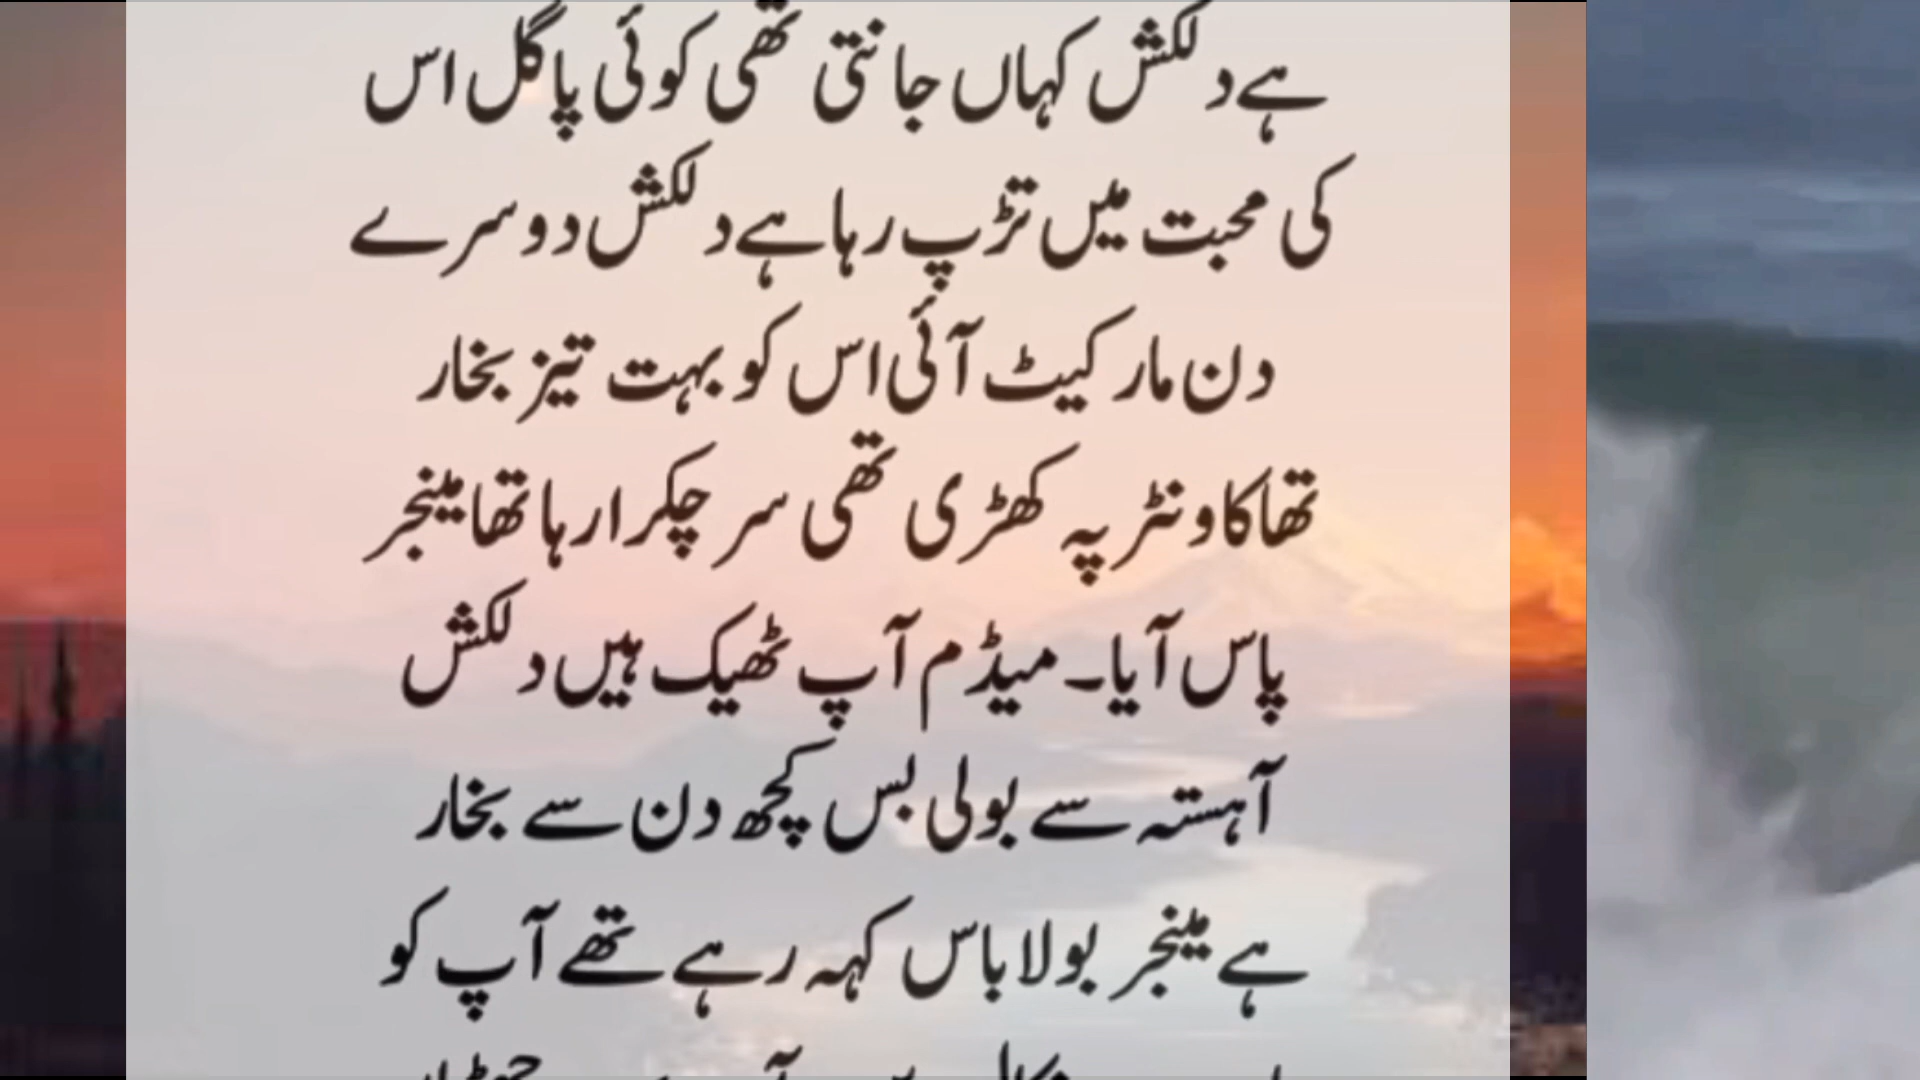 ہے دلکش کہاں جانتی تھی کوئی پاگل اس
کی محبت میں تڑپ رہا ہے دلکش دوسرے
دن مارکیٹ آئی اس کو بہت تیز بخار
تھا کاونٹر پہ کھڑی تھی سر چکرا رہا تھا مینجر
پاس آیا۔ میڈم آپ ٹھیک ہیں دلکش
آہستہ سے بولی بس کچھ دن سے بخار
ہے مینجر بولا باس کہہ رہے تھے آپ کو